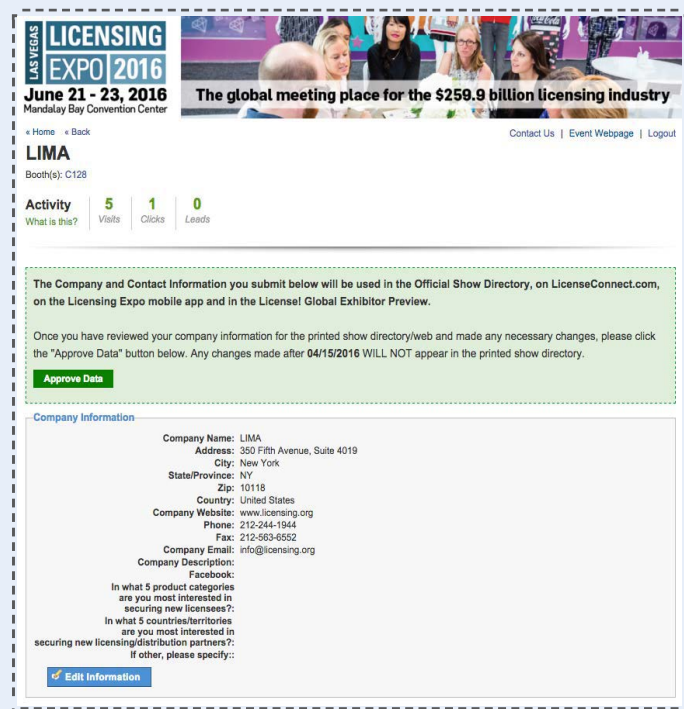 LAS VEGAS
LICENSING
EXPO 2016
June 21 - 23, 2016
Mandalay Bay Convention Center
The global meeting place for the $259.9 billion licensing industry
« Home « Back
Contact Us | Event Webpage | Logout
LIMA
Booth(s): C128
Activity
What is this?
5
Visits
1
Clicks
0
Leads
The Company and Contact Information you submit below will be used in the Official Show Directory, on LicenseConnect.com,
on the Licensing Expo mobile app and in the License! Global Exhibitor Preview.
Once you have reviewed your company information for the printed show directory/web and made any necessary changes, please click
the "Approve Data" button below. Any changes made after 04/15/2016 WILL NOT appear in the printed show directory.
Approve Data
Company Information
Company Name: LIMA
Address: 350 Fifth Avenue, Suite 4019
City: New York
State/Province: NY
Zip: 10118
Country: United States
Company Website: www.licensing.org
Phone: 212-244-1944
Fax: 212-563-6552
Company Email: info@licensing.org
Company Description:
Facebook:
In what 5 product categories
are you most interested in
securing new licensees?:
In what 5 countries/territories
are you most interested in
securing new licensing/distribution partners?:
If other, please specify::
Edit Information